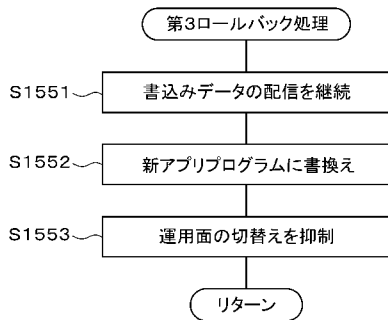 第3ロールバック処理
S1551
書込みデータの配信を継続
S1552
新アプリプログラムに書換え
S1553
運用面の切替えを抑制
リターン